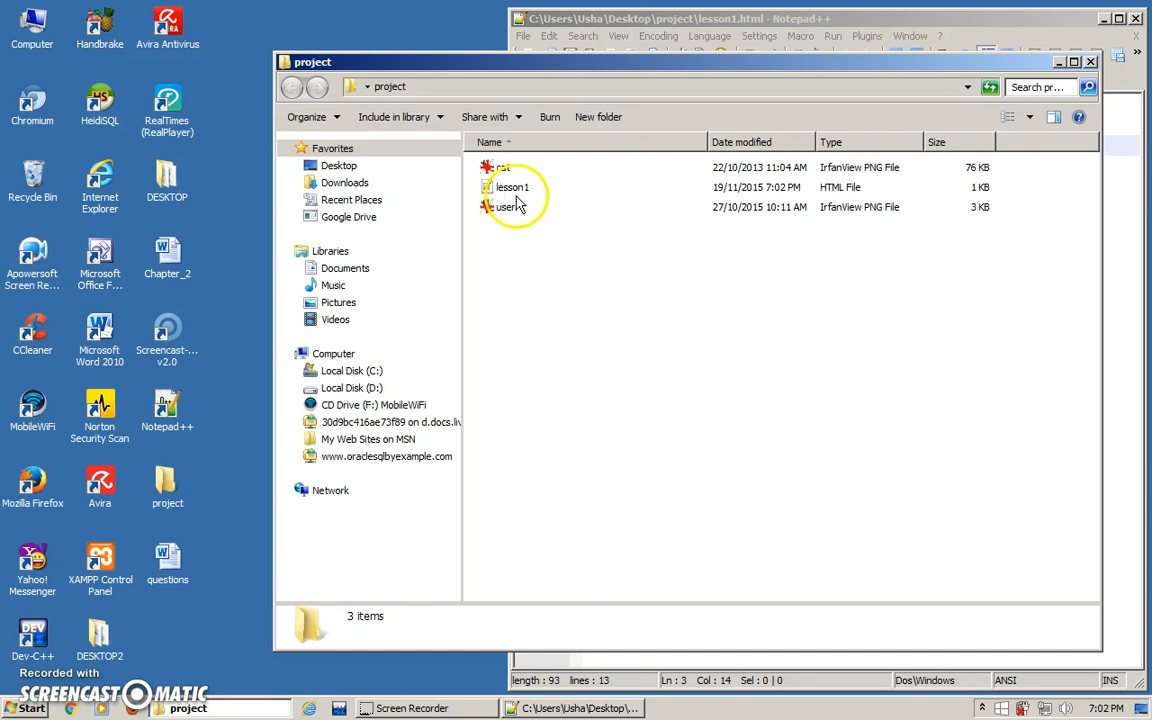 C:\Users\Usha\Desktop\project\lesson1.html - Notepad++
File Edit Search View Encoding Language Settings Macro Run Plugins Window ? X
project
project
Search pr...
Organize Include in library Share with Burn New folder
Name Date modified Type Size
Favorites
Desktop
Downloads
Recent Places
Google Drive
Libraries
Documents
Music
Pictures
Videos
Computer
Local Disk (C:)
Local Disk (D:)
CD Drive (F:) MobileWiFi
30d9bc416ae73f89 on d.docs.liv
My Web Sites on MSN
www.oraclesqlbyexample.com
Network
cat 22/10/2013 11:04 AM IrfanView PNG File 76 KB
lesson1 19/11/2015 7:02 PM HTML File 1 KB
user 27/10/2015 10:11 AM IrfanView PNG File 3 KB
3 items
length : 93 lines : 13 Ln : 3 Col : 14 Sel : 0 | 0 Dos\Windows ANSI INS
Computer
Handbrake
Avira Antivirus
Chromium
HeidiSQL
RealTimes
(RealPlayer)
Recycle Bin
Internet
Explorer
DESKTOP
Apowersoft
Screen Re...
Microsoft
Office F...
Chapter_2
CCleaner
Microsoft
Word 2010
Screencast-...
v2.0
MobileWiFi
Norton
Security Scan
Notepad++
Mozilla Firefox
Avira
project
Yahoo!
Messenger
XAMPP Control
Panel
questions
DEV
Dev-C++
DESKTOP2
Recorded with
SCREENCAST MATIC
Start
project
Screen Recorder
C:\Users\Usha\Desktop\...
7:02 PM